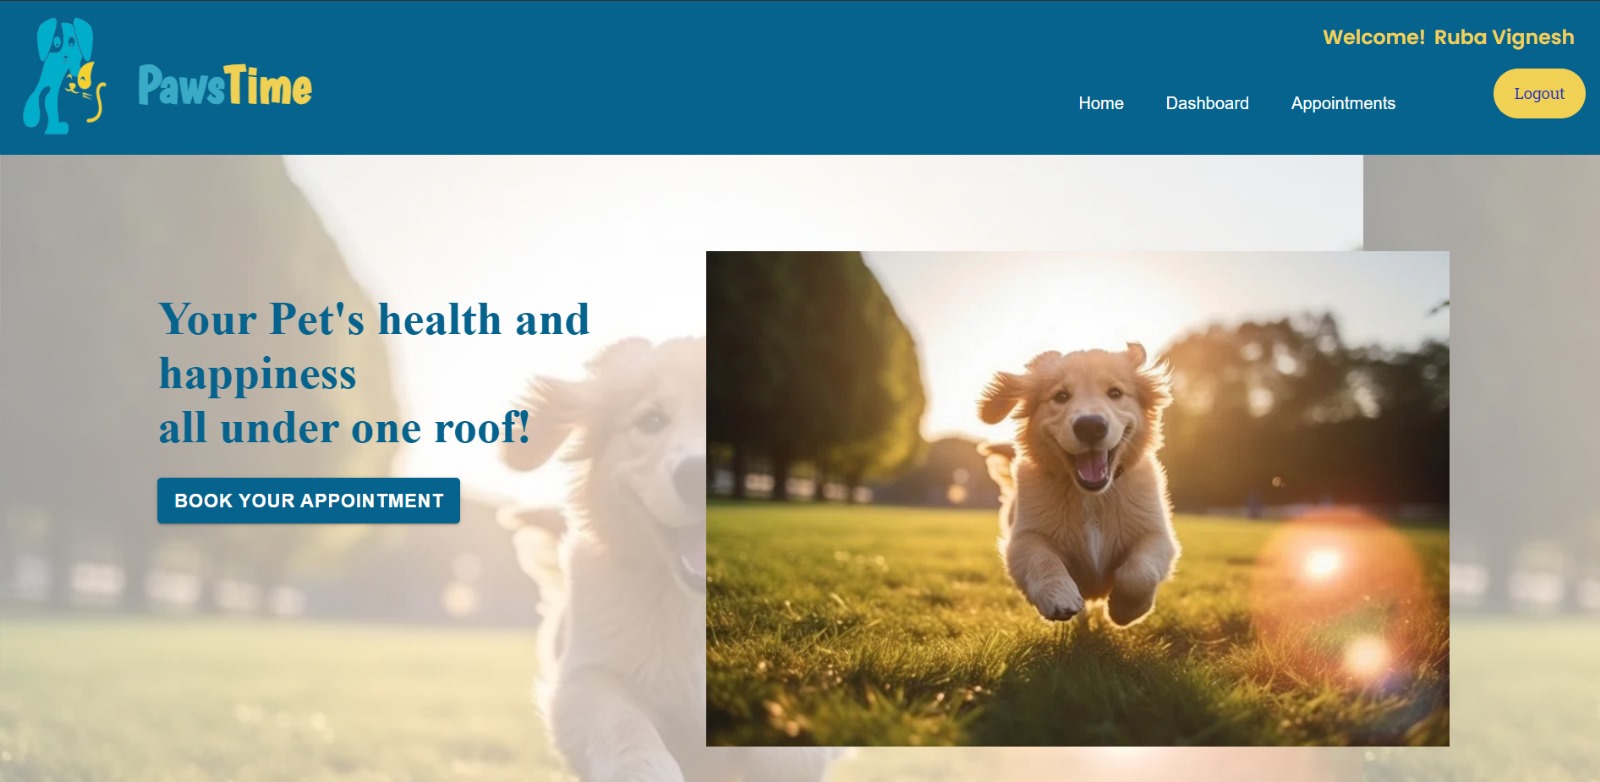 Welcome! Ruba Vignesh
PawsTime
Home Dashboard Appointments
Logout
Your Pet's health and
happiness
all under one roof!
BOOK YOUR APPOINTMENT